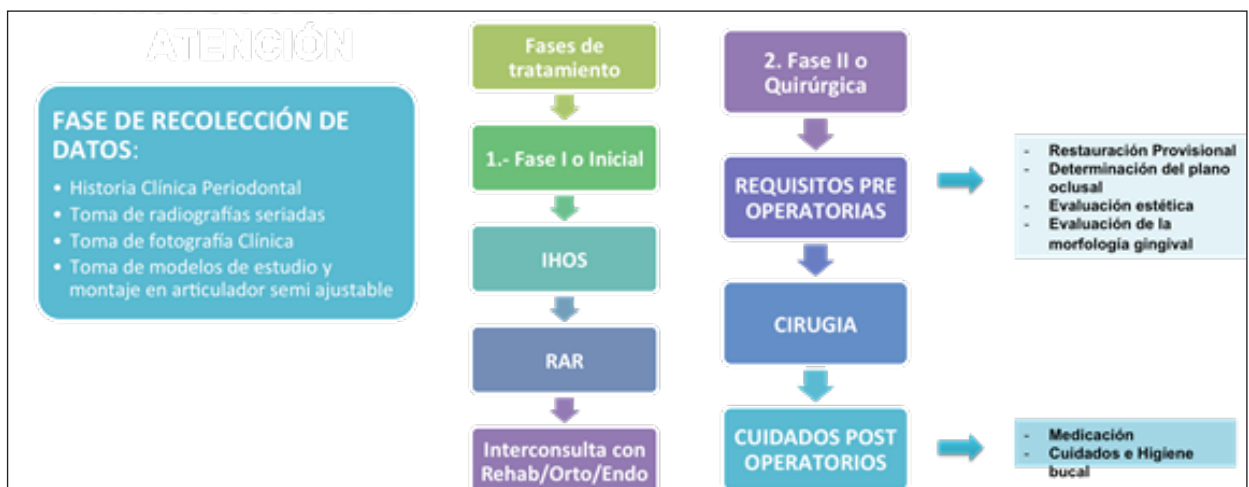 ATENCIÓN
FASE DE RECOLECCIÓN DE
DATOS:
• Historia Clínica Periodontal
• Toma de radiografías seriadas
• Toma de fotografía Clínica
• Toma de modelos de estudio y
montaje en articulador semi ajustable
Fases de
tratamiento
1.- Fase I o Inicial
IHOS
RAR
Interconsulta con
Rehab/Orto/Endo
2. Fase II o
Quirúrgica
REQUISITOS PRE
OPERATORIAS
CIRUGIA
CUIDADOS POST
OPERATORIOS
- Restauración Provisional
- Determinación del plano
oclusal
- Evaluación estética
- Evaluación de la
morfología gingival
- Medicación
- Cuidados e Higiene
bucal